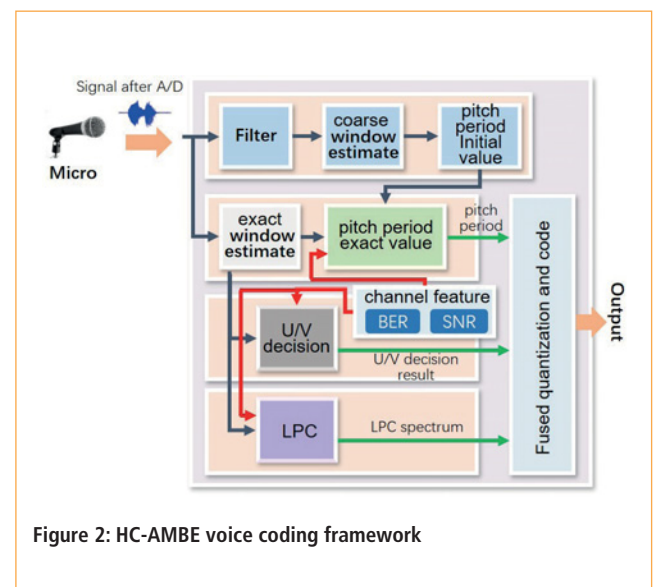 Signal after A/D
Micro
Filter
coarse
window
estimate
pitch
period
Initial
value
exact
window
estimate
pitch period
exact value
pitch
period
channel feature
BER
SNR
U/V
decision
U/V decision
result
LPC
LPC spectrum
Fused quantization and code
Output
Figure 2: HC-AMBE voice coding framework